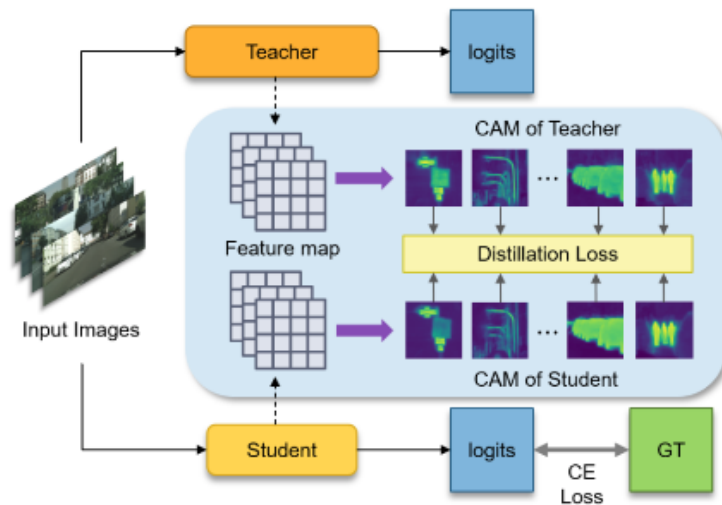 Teacher
logits
CAM of Teacher
...
Feature map
Distillation Loss
Input Images
...
CAM of Student
Student
logits
CE
Loss
GT